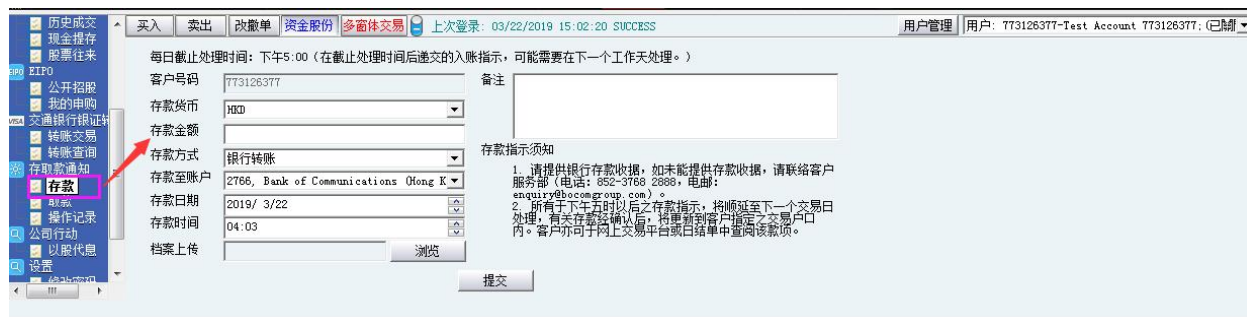 历史成交
现金提存
股票往来
EIPO
公开招股
我的申购
交通银行银证转
转账交易
转账查询
存取款通知
存款
取款
操作记录
公司行动
以股代息
设置
修改密码
买入 卖出 改撤单 资金股份 多窗体交易 上次登录: 03/22/2019 15:02:20 SUCCESS 用户管理 用户: 773126377-Test Account 773126377;
每日截止处理时间:下午5:00(在截止处理时间后递交的入账指示,可能需要在下一个工作天处理。)
客户号码 773126377
存款货币 HKD
存款金额
存款方式 银行转账
存款至账户 2766, Bank of Communications (Hong K
存款日期 2019/ 3/22
存款时间 04:03
档案上传 浏览
备注
存款指示须知
1. 请提供银行存款收据,如未能提供存款收据,请联络客户
服务部(电话:852-3768 2888,电邮:
enquiry@bocomgroup.com)。
2. 所有于下午五时以后之存款指示,将顺延至下一个交易日
处理,有关存款经确认后,将更新到客户指定之交易户口
内。客户亦可于网上交易平台或日结单中查阅该款项。
提交